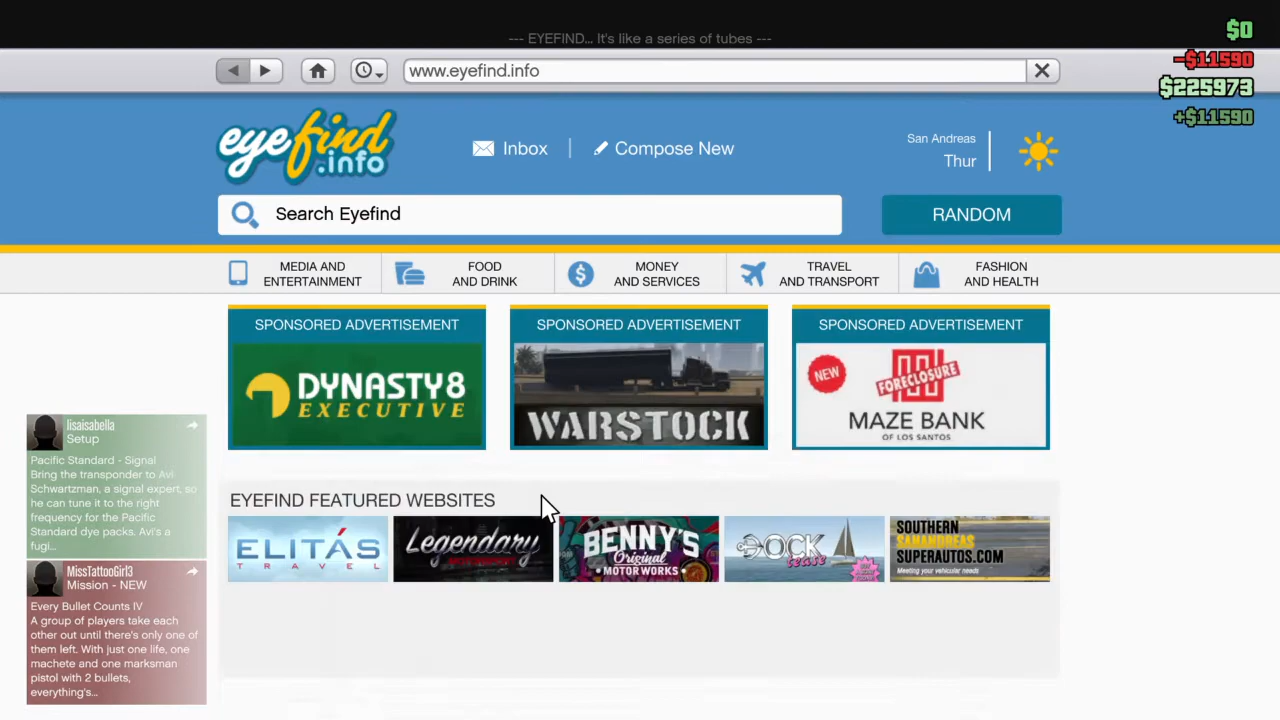 --- EYEFIND... It's like a series of tubes ---
$0
-$11590
$225973
+$11590
www.eyefind.info
eyefind
.info
Inbox
Compose New
San Andreas
Thur
Search Eyefind
RANDOM
MEDIA AND
ENTERTAINMENT
FOOD
AND DRINK
MONEY
AND SERVICES
TRAVEL
AND TRANSPORT
FASHION
AND HEALTH
SPONSORED ADVERTISEMENT
DYNASTY8
EXECUTIVE
SPONSORED ADVERTISEMENT
WARSTOCK
SPONSORED ADVERTISEMENT
NEW
FORECLOSURE
MAZE BANK
OF LOS SANTOS
EYEFIND FEATURED WEBSITES
ELITÁS
TRAVEL
Legendary
BENNY'S
Original
MOTOR WORKS
DOCK
tease
SOUTHERN
SANANDREAS
SUPERAUTOS.COM
Meeting your vehicular needs
lisaisabella
Setup
Pacific Standard - Signal
Bring the transponder to Avi
Schwartzman, a signal expert, so
he can tune it to the right
frequency for the Pacific
Standard dye packs. Avi's a
fugi...
MissTattooGirl3
Mission - NEW
Every Bullet Counts IV
A group of players take each
other out until there's only one of
them left. With just one life, one
machete and one marksman
pistol with 2 bullets,
everything's...